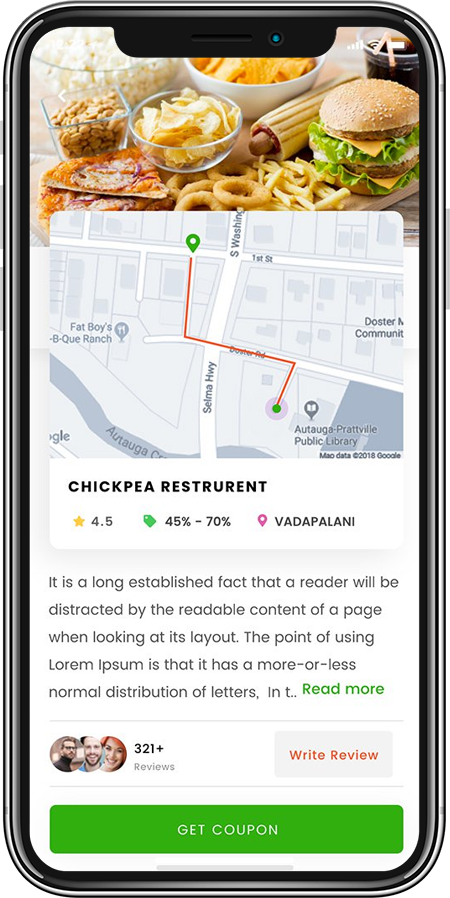 S Washing
1st St
Fat Boy's
-B-Que Ranch
Doster M
Communit
Doster Rd
Selma Hwy
Autauga-Prattville
Public Library
gle
Autauga Cr
Map data ©2018 Google
CHICKPEA RESTRURENT
4.5
45% - 70%
VADAPALANI
It is a long established fact that a reader will be
distracted by the readable content of a page
when looking at its layout. The point of using
Lorem Ipsum is that it has a more-or-less
normal distribution of letters, In t.. Read more
321+
Reviews
Write Review
GET COUPON